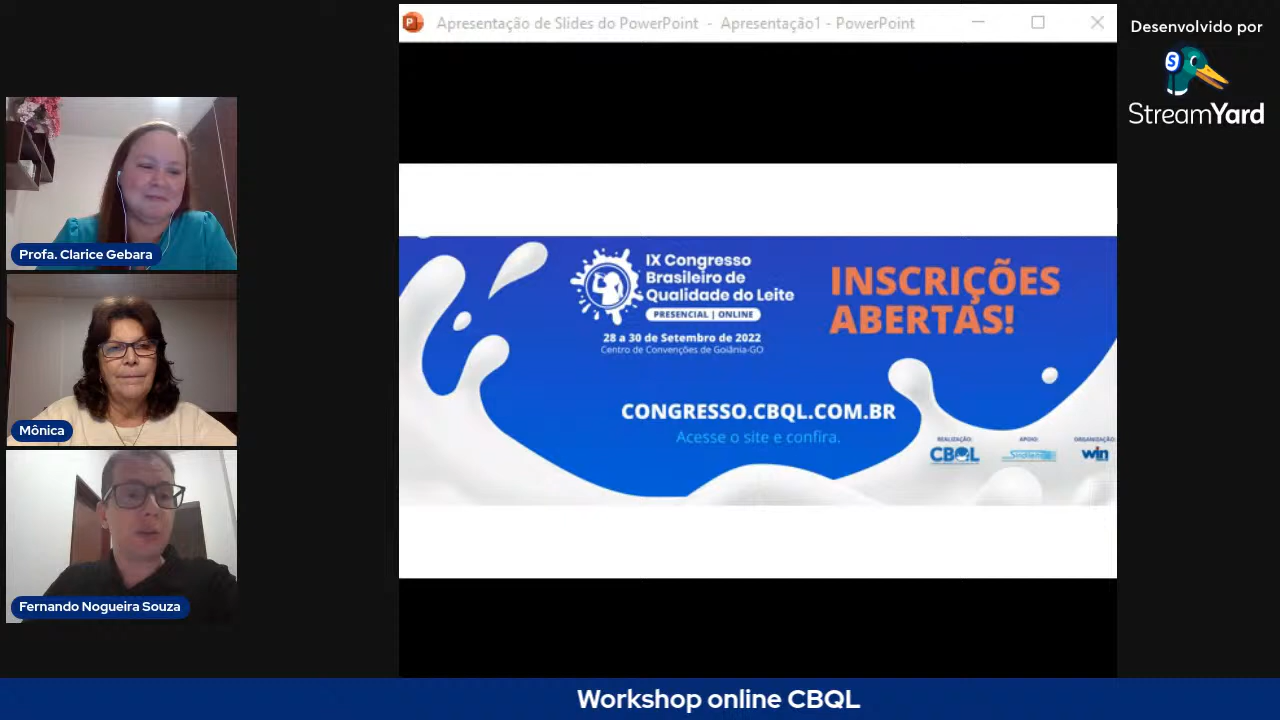 Apresentação de Slides do PowerPoint - Apresentação1 - PowerPoint
Desenvolvido por
StreamYard
Profa. Clarice Gebara
Mônica
Fernando Nogueira Souza
IX Congresso
Brasileiro de
Qualidade do Leite
PRESENCIAL | ONLINE
28 a 30 de Setembro de 2022
Centro de Convenções de Goiânia-GO
INSCRIÇÕES
ABERTAS!
CONGRESSO.CBQL.COM.BR
Acesse o site e confira.
REALIZAÇÃO:
CBQL
APOIO:
ORGANIZAÇÃO:
win
Workshop online CBQL